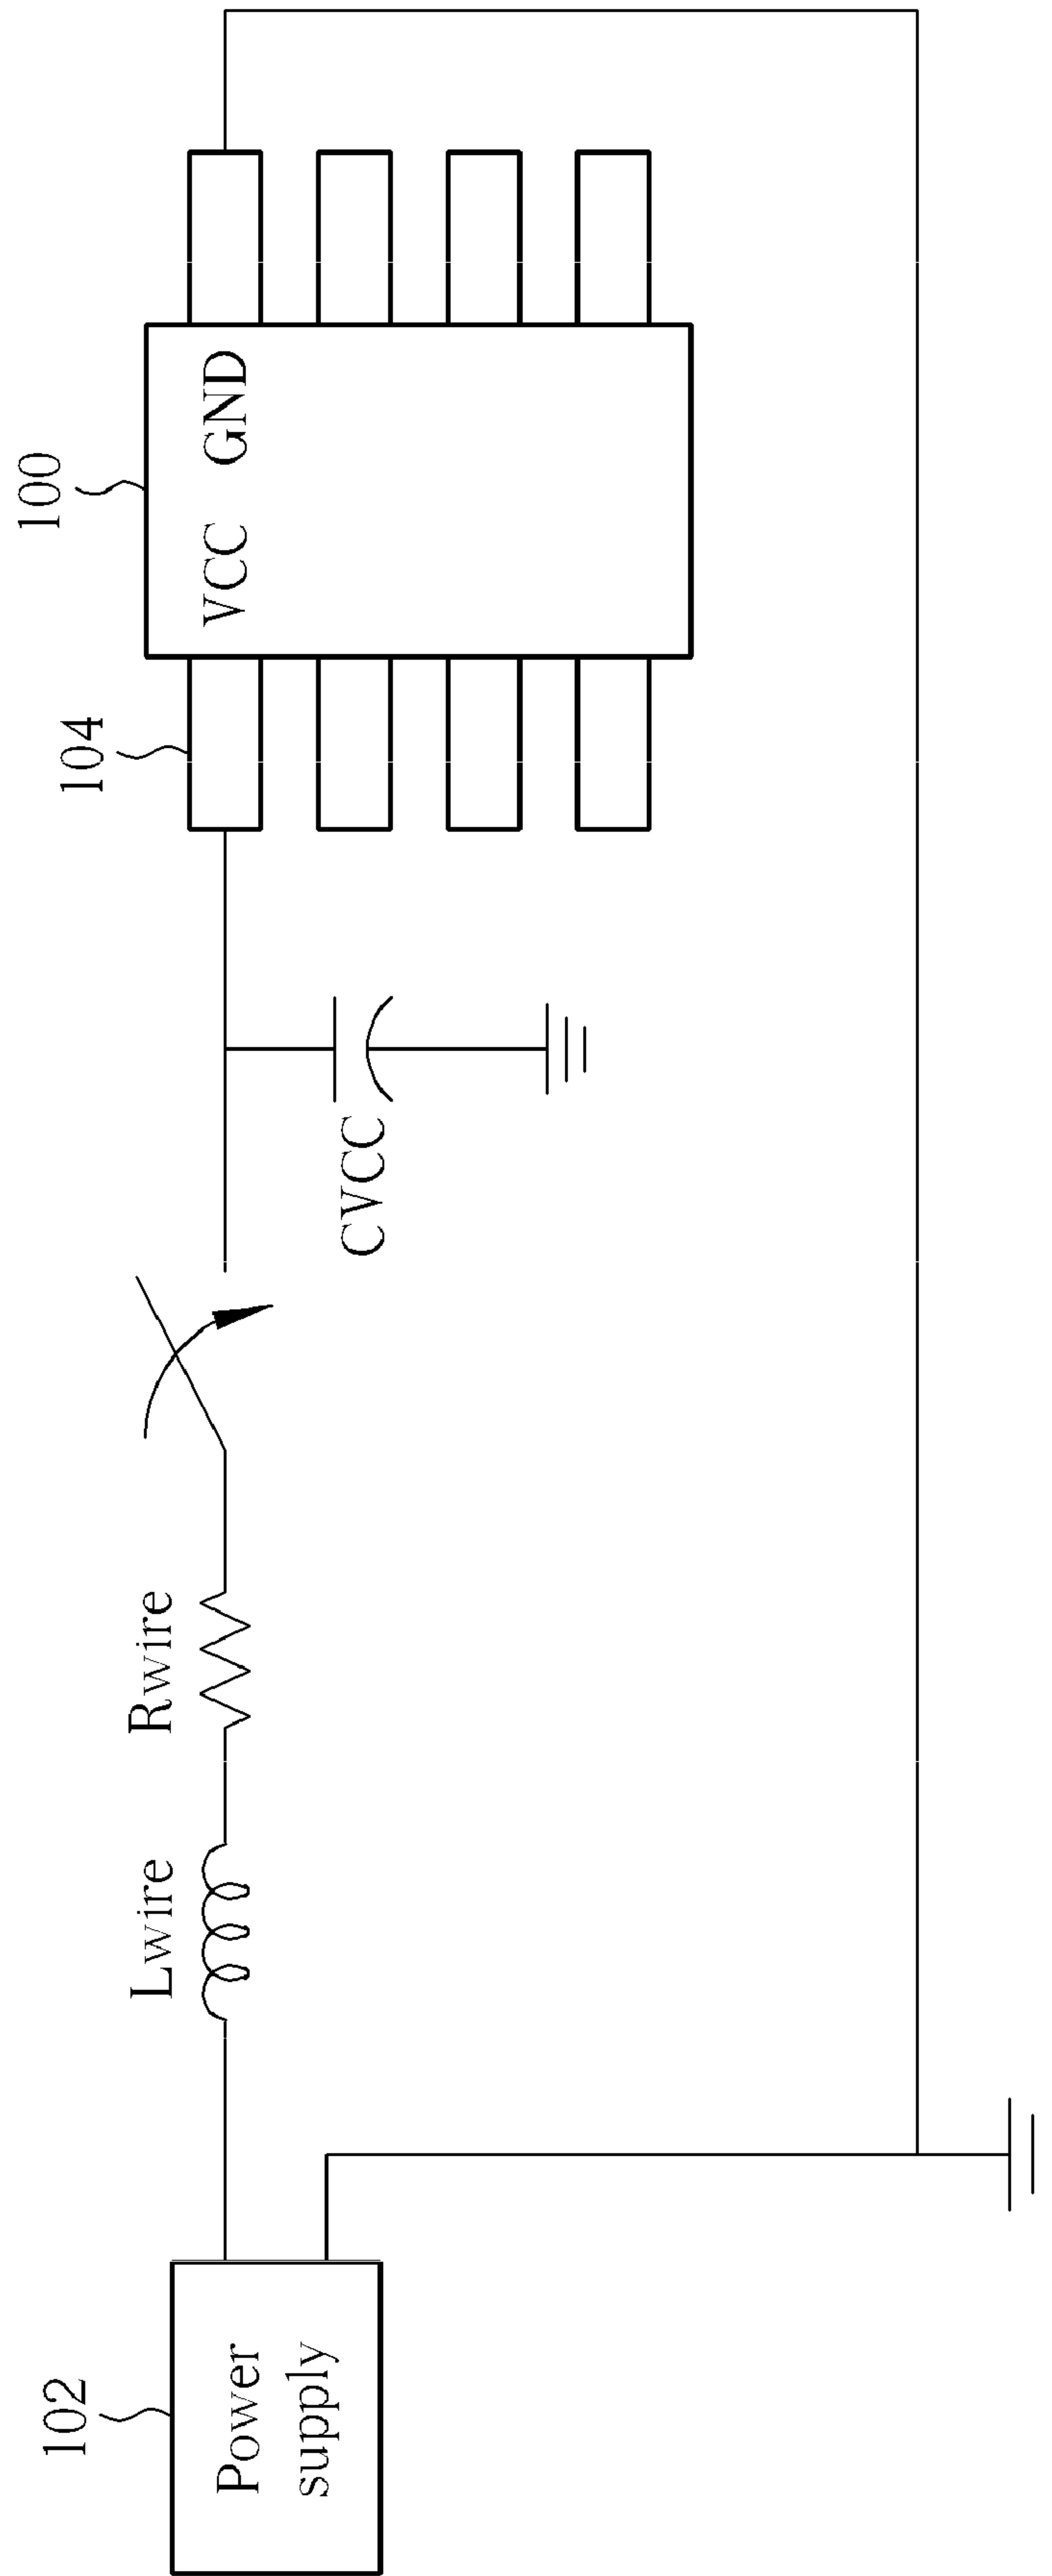 Lwire
Rwire
104
100
102
Power
supply
CVCC
VCC GND